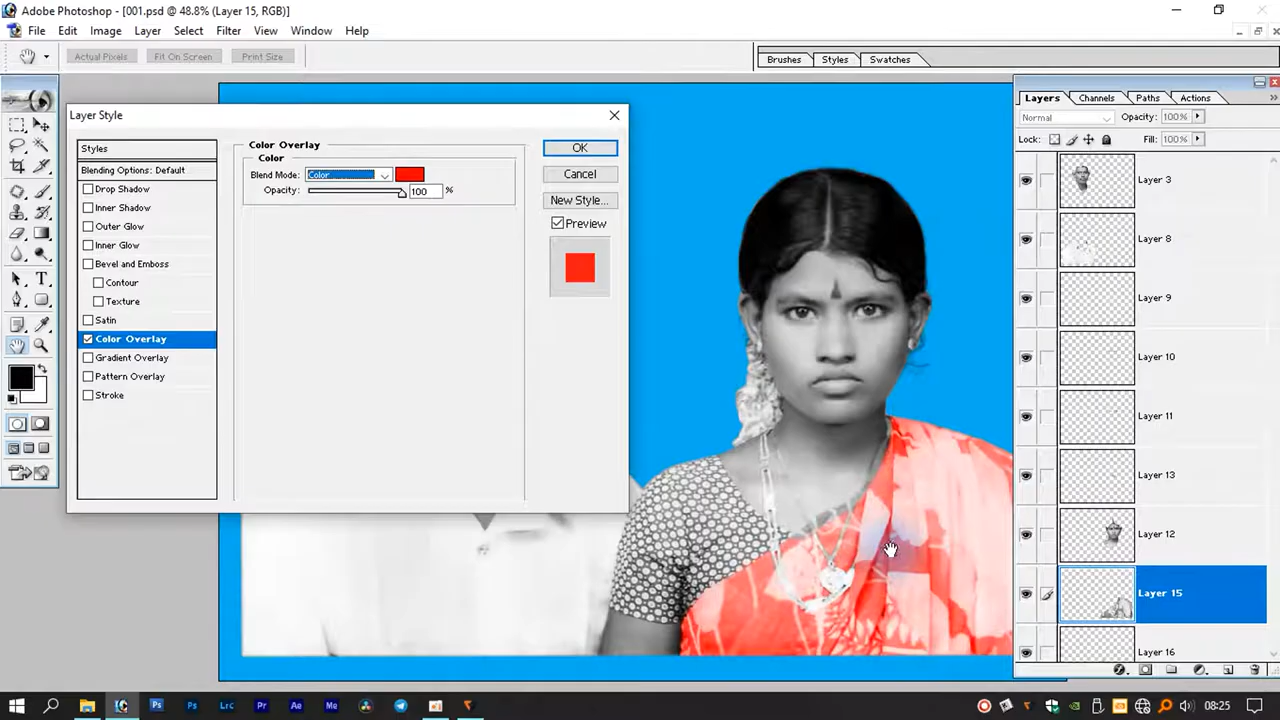 Adobe Photoshop - [001.psd @ 48.8% (Layer 15, RGB)]
File Edit Image Layer Select Filter View Window Help
Actual Pixels Fit On Screen Print Size
Brushes Styles Swatches
Layer Style
Styles
Blending Options: Default
Drop Shadow
Inner Shadow
Outer Glow
Inner Glow
Bevel and Emboss
Contour
Texture
Satin
Color Overlay
Gradient Overlay
Pattern Overlay
Stroke
Color Overlay
Color
Blend Mode: Color
Opacity: 100 %
OK
Cancel
New Style...
Preview
Layers Channels Paths Actions
Normal Opacity: 100%
Lock: Fill: 100%
Layer 3
Layer 8
Layer 9
Layer 10
Layer 11
Layer 13
Layer 12
Layer 15
Layer 16
T
Ps Ps Lrc Pr Ae Me
08:25